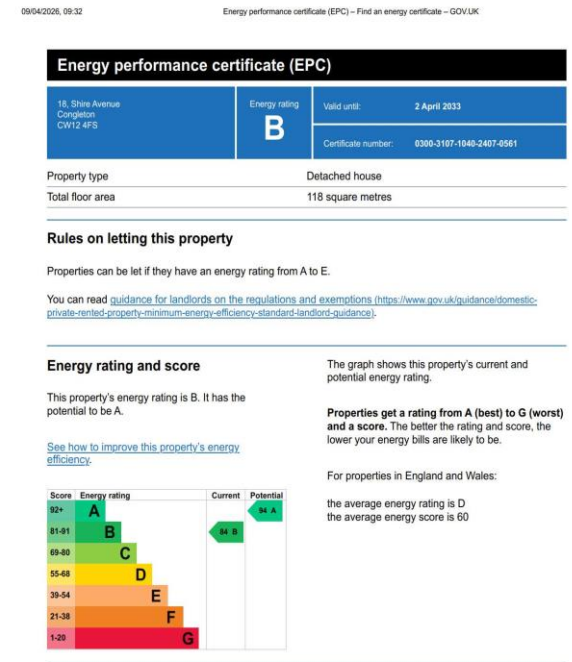 09/04/2026, 09:32
Energy performance certificate (EPC) – Find an energy certificate – GOV.UK
Energy performance certificate (EPC)
18, Shire Avenue
Congleton
CW12 4FS
Energy rating
B
Valid until:
2 April 2033
Certificate number:
0300-3107-1040-2407-0561
Property type
Detached house
Total floor area
118 square metres
Rules on letting this property
Properties can be let if they have an energy rating from A to E.
You can read guidance for landlords on the regulations and exemptions (https://www.gov.uk/guidance/domestic-
private-rented-property-minimum-energy-efficiency-standard-landlord-guidance).
Energy rating and score
This property's energy rating is B. It has the
potential to be A.
See how to improve this property's energy
efficiency.
Score Energy rating Current Potential
92+ A 94 A
81-91 B 84 B
69-80 C
55-68 D
39-54 E
21-38 F
1-20 G
The graph shows this property's current and
potential energy rating.
Properties get a rating from A (best) to G (worst)
and a score. The better the rating and score, the
lower your energy bills are likely to be.
For properties in England and Wales:
the average energy rating is D
the average energy score is 60